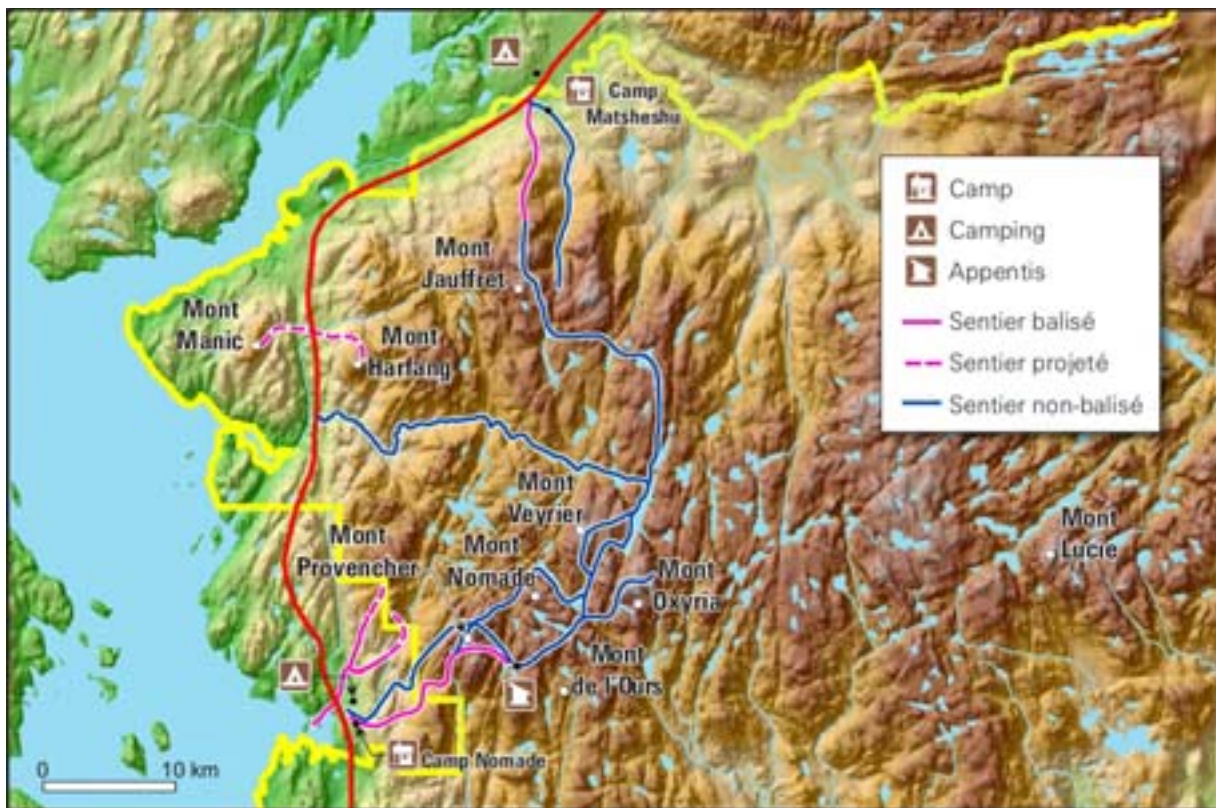 Camp
Matsheshu
Camp
Camping
Appentis
Sentier balisé
Sentier projeté
Sentier non-balisé
Mont
Jauffret
Mont
Manic
Mont
Harfang
Mont
Veyrier
Mont
Provencher
Mont
Nomade
Mont
Oxyria
Mont
Lucie
Mont
de l'Ours
Camp Nomade
0 10 km